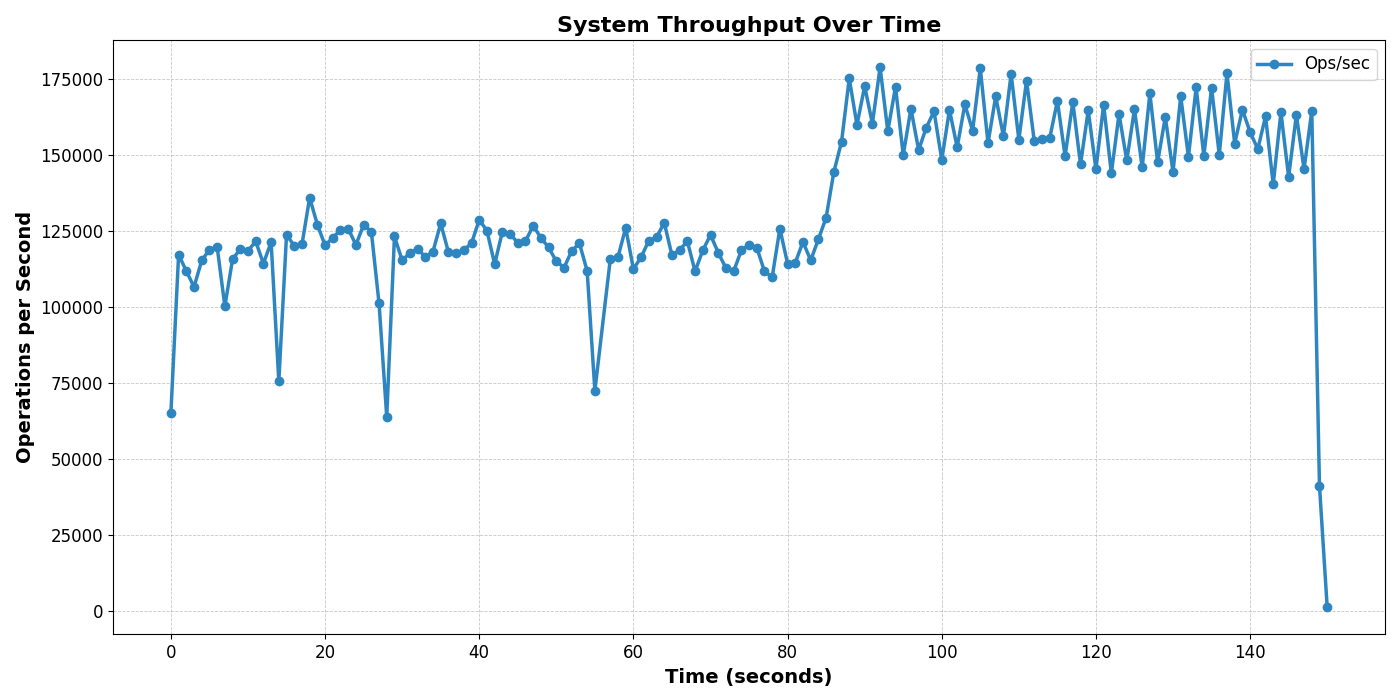 System Throughput Over Time
Ops/sec
Operations per Second
175000
150000
125000
100000
75000
50000
25000
0
0 20 40 60 80 100 120 140
Time (seconds)